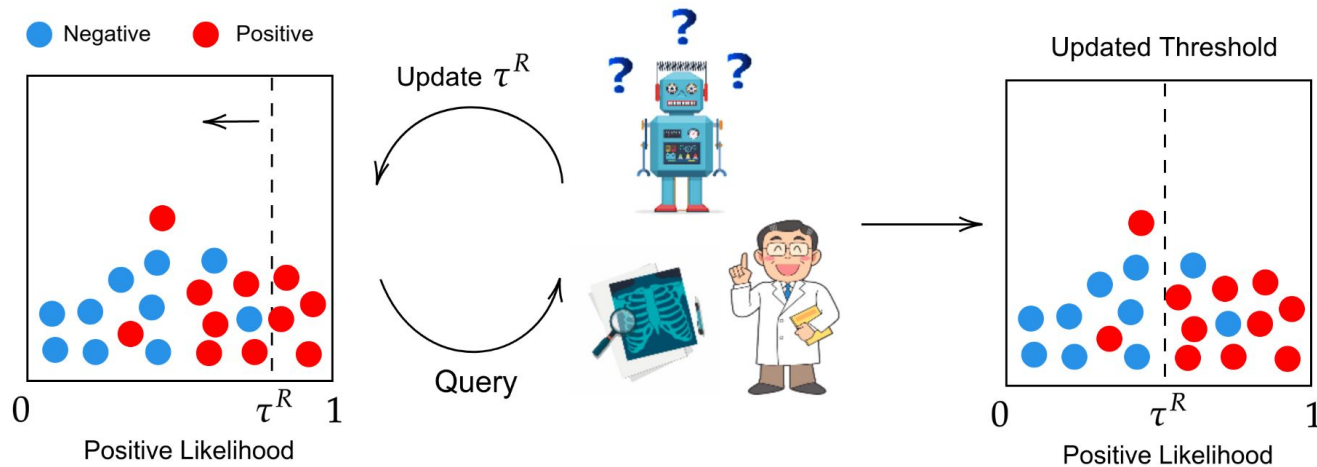 Negative
Positive
Update τ^R
? ? ?
Updated Threshold
Query
0
τ^R
1
Positive Likelihood
0
τ^R
1
Positive Likelihood